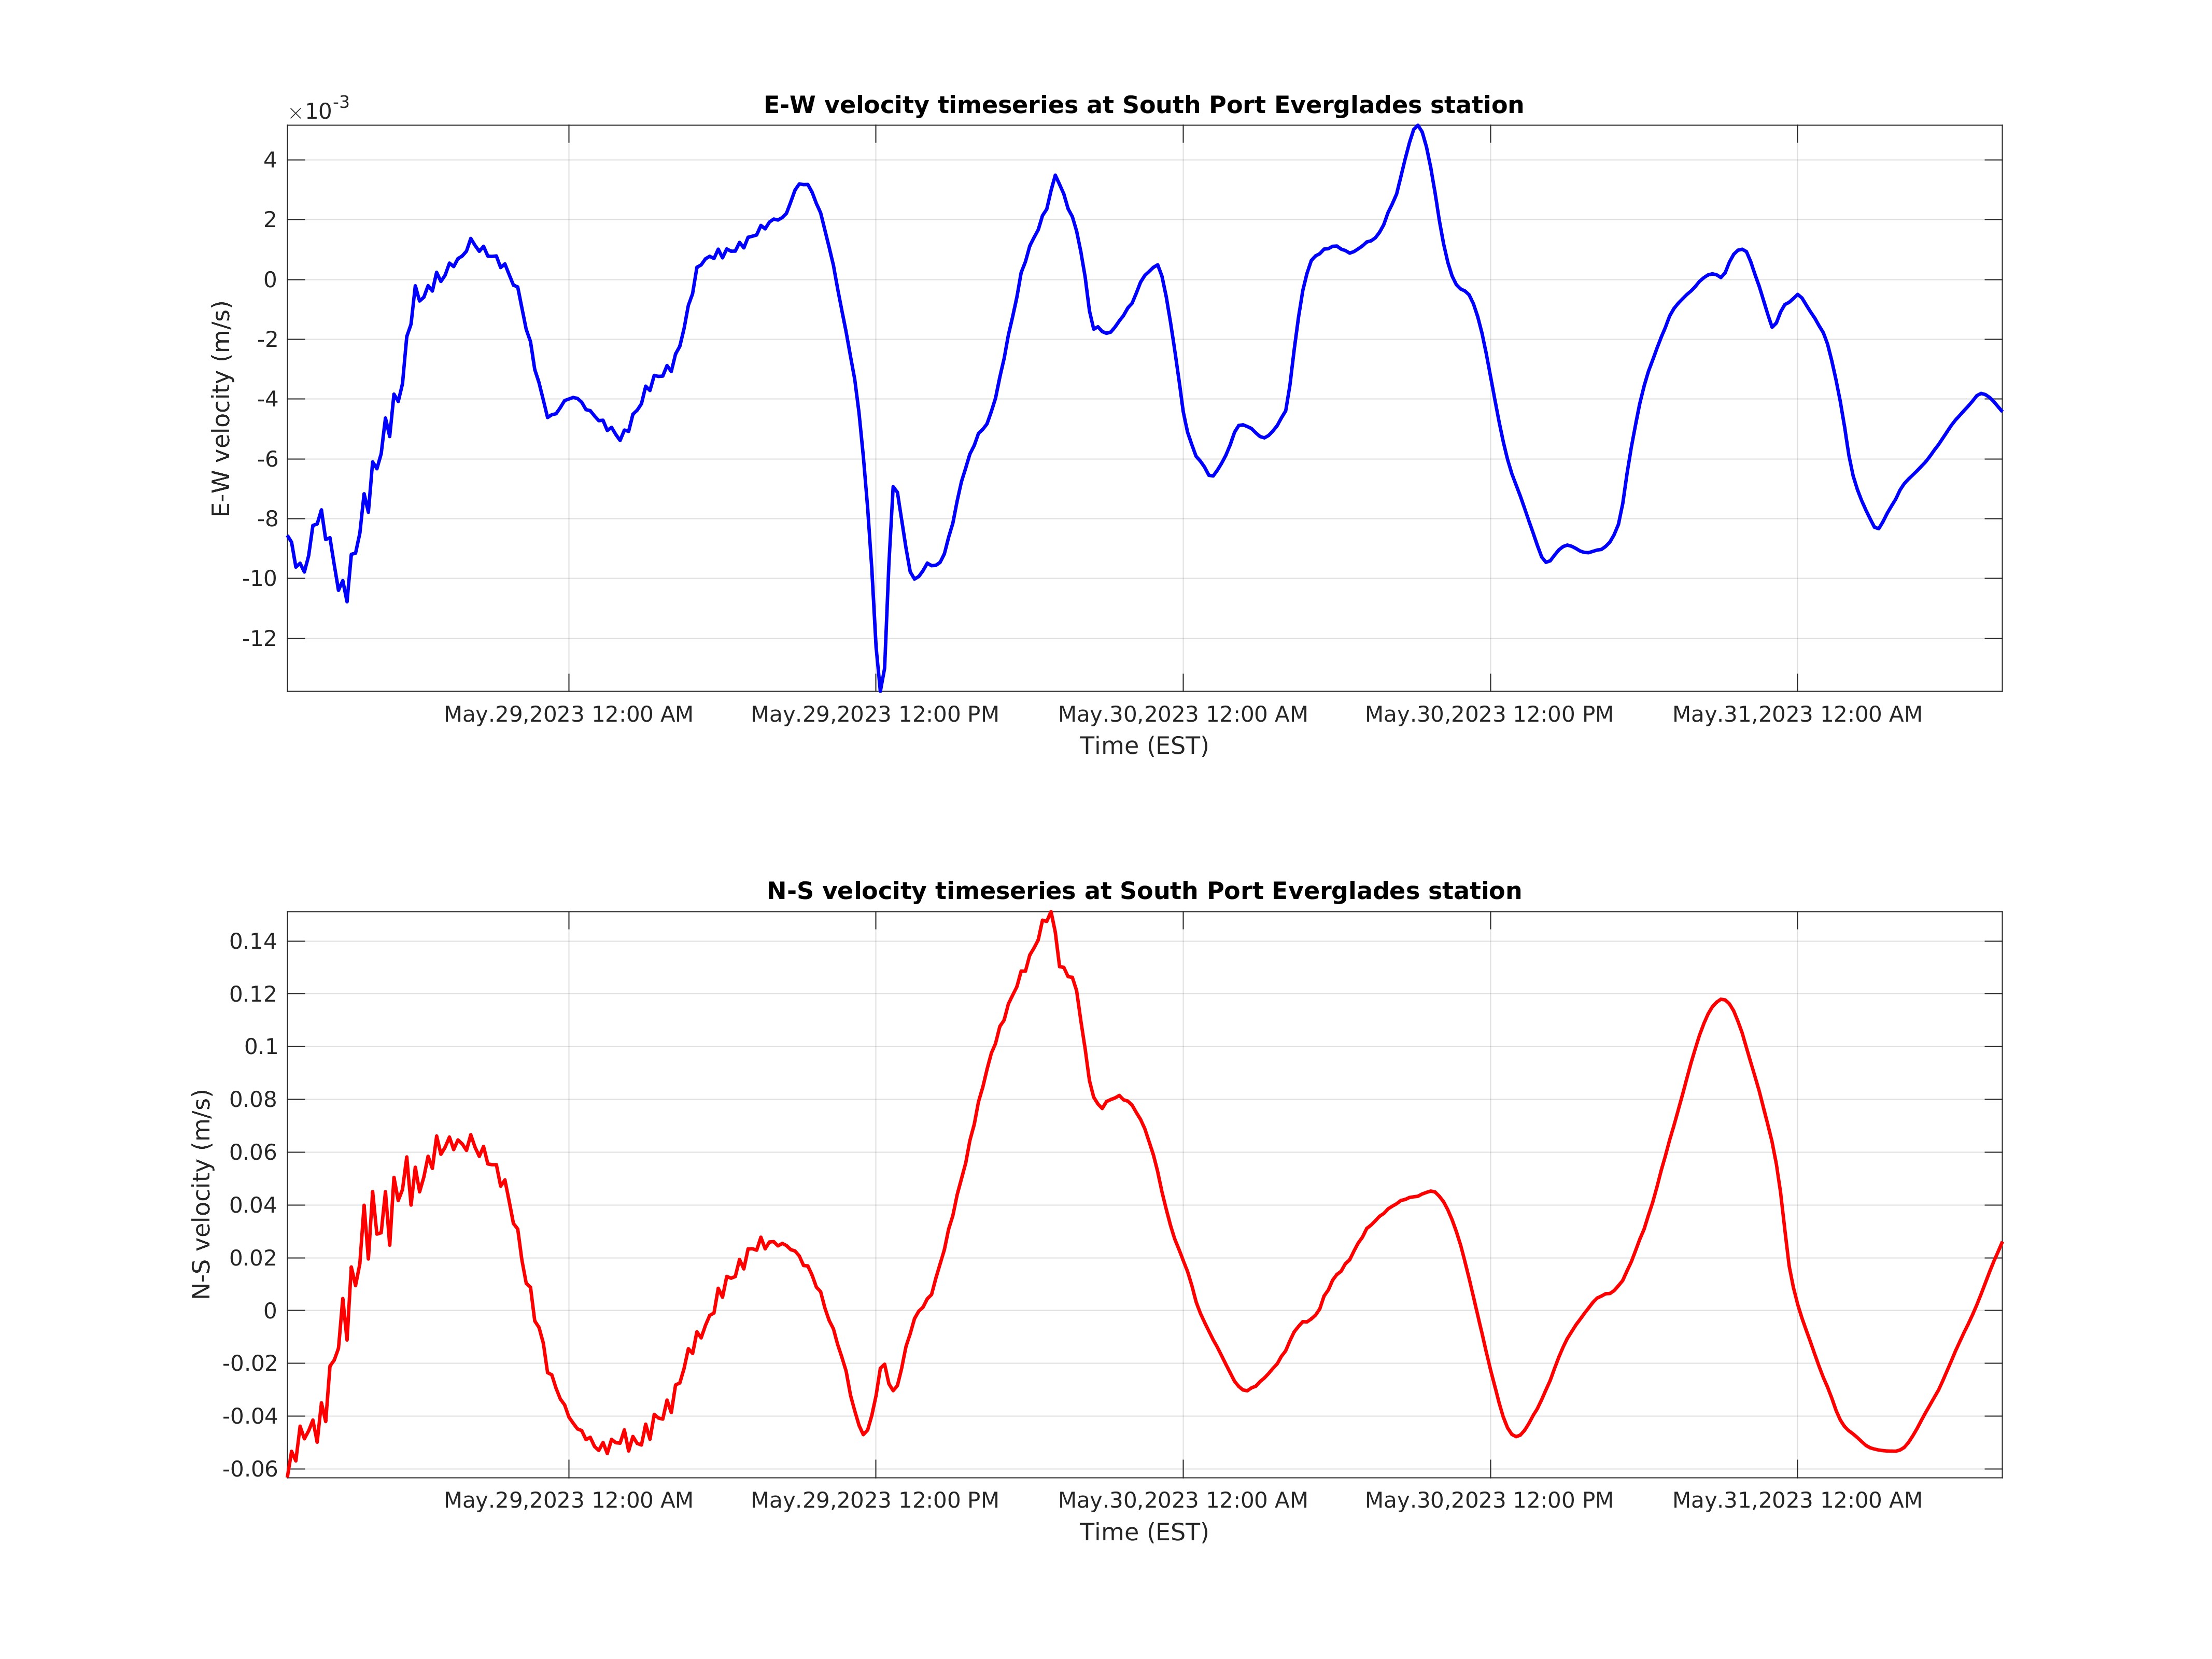 E-W velocity timeseries at South Port Everglades station
×10-3
4
2
0
-2
-4
-6
-8
-10
-12
E-W velocity (m/s)
May.29,2023 12:00 AM May.29,2023 12:00 PM May.30,2023 12:00 AM May.30,2023 12:00 PM May.31,2023 12:00 AM
Time (EST)
N-S velocity timeseries at South Port Everglades station
0.14
0.12
0.1
0.08
0.06
0.04
0.02
0
-0.02
-0.04
-0.06
N-S velocity (m/s)
May.29,2023 12:00 AM May.29,2023 12:00 PM May.30,2023 12:00 AM May.30,2023 12:00 PM May.31,2023 12:00 AM
Time (EST)